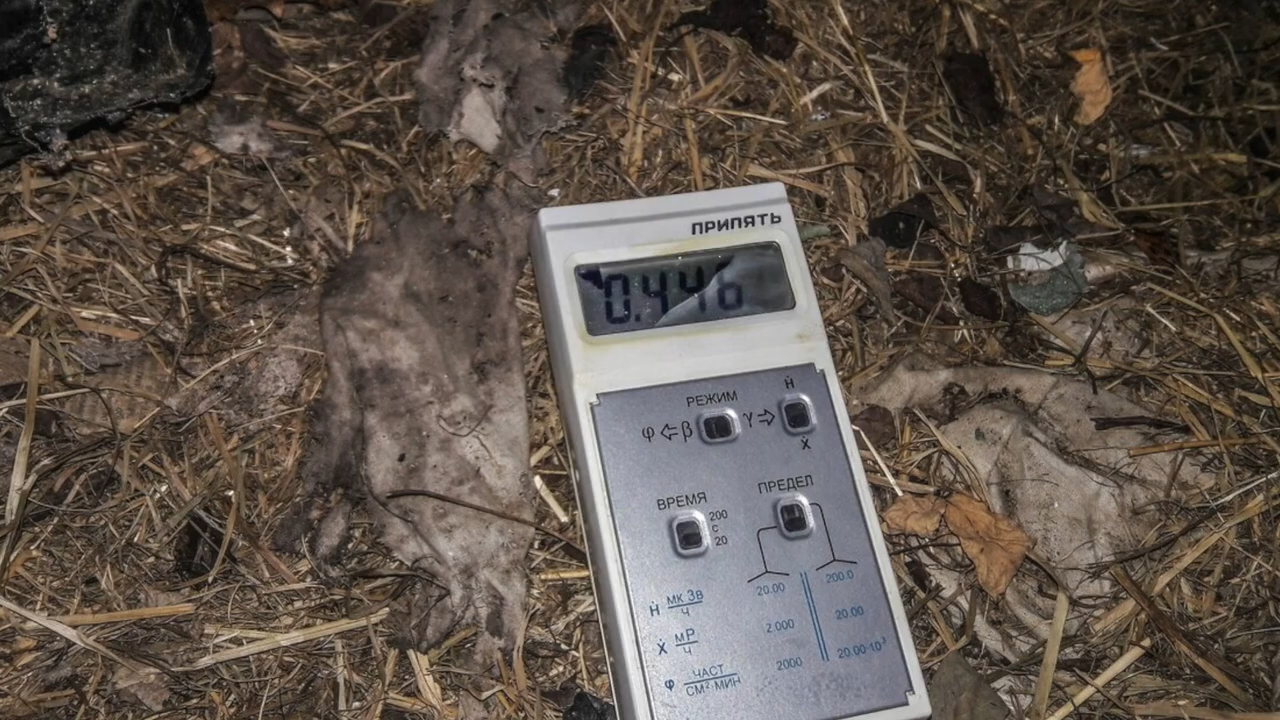 ПРИПЯТЬ
0.446
РЕЖИМ
Ḣ
φ ⇦ β γ ⇨
Ẋ
ВРЕМЯ
ПРЕДЕЛ
200
с
20
20.00 200.0
Ḣ мк Зв/ч
2.000 20.00
Ẋ мР/ч
2000 20.00·10³
φ ЧАСТ/СМ² МИН